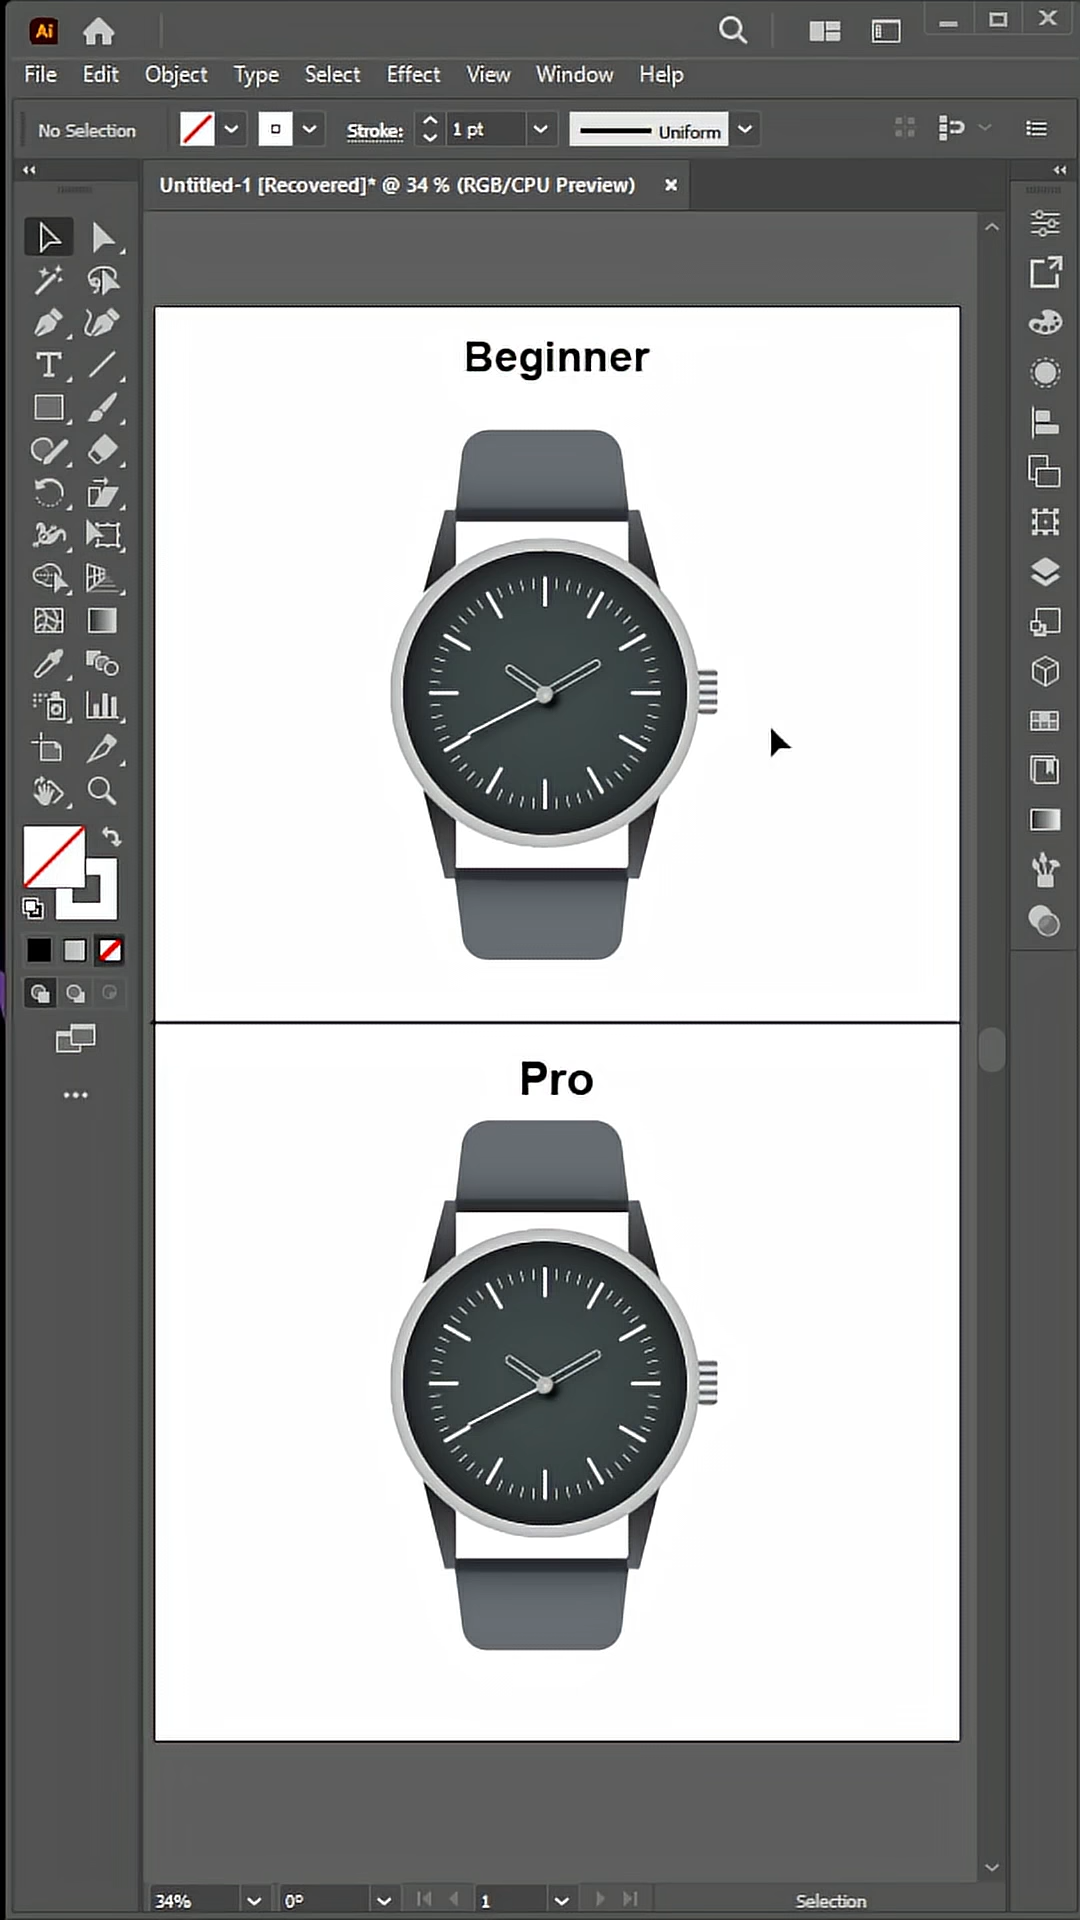 Ai
File Edit Object Type Select Effect View Window Help
No Selection Stroke: 1 pt Uniform
Untitled-1 [Recovered]* @ 34 % (RGB/CPU Preview) ×
Beginner
Pro
34% 0° 1 Selection